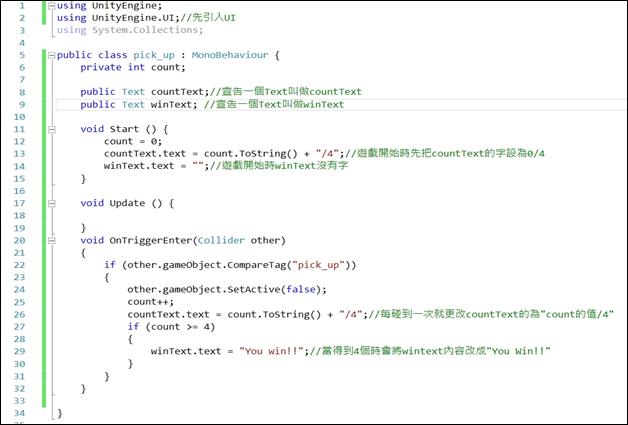 1 using UnityEngine;
2 using UnityEngine.UI;//先引入UI
3 using System.Collections;
4
5 public class pick_up : MonoBehaviour {
6 private int count;
7
8 public Text countText;//宣告一個Text叫做countText
9 public Text winText; //宣告一個Text叫做winText
10
11 void Start () {
12 count = 0;
13 countText.text = count.ToString() + "/4";//遊戲開始時先把countText的字設為0/4
14 winText.text = "";//遊戲開始時winText沒有字
15 }
16
17 void Update () {
18
19 }
20 void OnTriggerEnter(Collider other)
21 {
22 if (other.gameObject.CompareTag("pick_up"))
23 {
24 other.gameObject.SetActive(false);
25 count++;
26 countText.text = count.ToString() + "/4";//每碰到一次就更改countText的為"count的值/4"
27 if (count >= 4)
28 {
29 winText.text = "You win!!";//當得到4個時會將wintext內容改成"You Win!!"
30 }
31 }
32 }
33
34 }